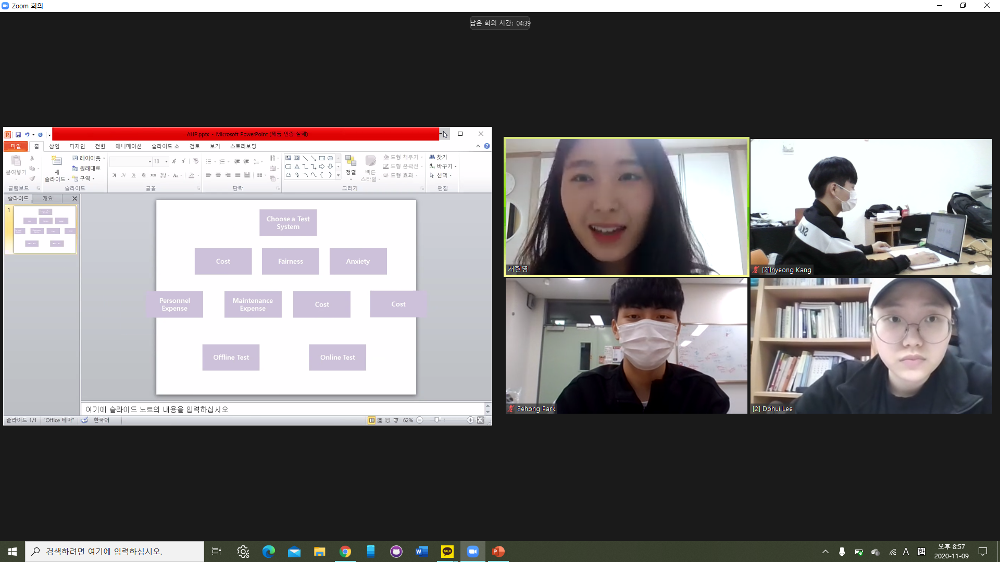 Zoom 회의
남은 회의 시간: 04:39
AHP.pptx - Microsoft PowerPoint (제품 인증 실패)
파일 홈 삽입 디자인 전환 애니메이션 슬라이드 쇼 검토 보기 스토리보딩
붙여넣기
새
슬라이드
레이아웃
원래대로
구역
18
정렬
빠른
스타일
도형 채우기
도형 윤곽선
도형 효과
찾기
바꾸기
선택
클립보드 슬라이드 글꼴 단락 그리기 편집
슬라이드 개요
1
Choose a Test
System
Cost Fairness Anxiety
Personnel
Expense
Maintenance
Expense
Cost
Cost
Offline Test Online Test
여기에 슬라이드 노트의 내용을 입력하십시오
슬라이드 1/1 "Office 테마" 한국어 62%
서현영
[2]Inyeong Kang
Sehong Park
[2] Dohui Lee
검색하려면 여기에 입력하십시오.
TALK
A 한
오후 8:57
2020-11-09